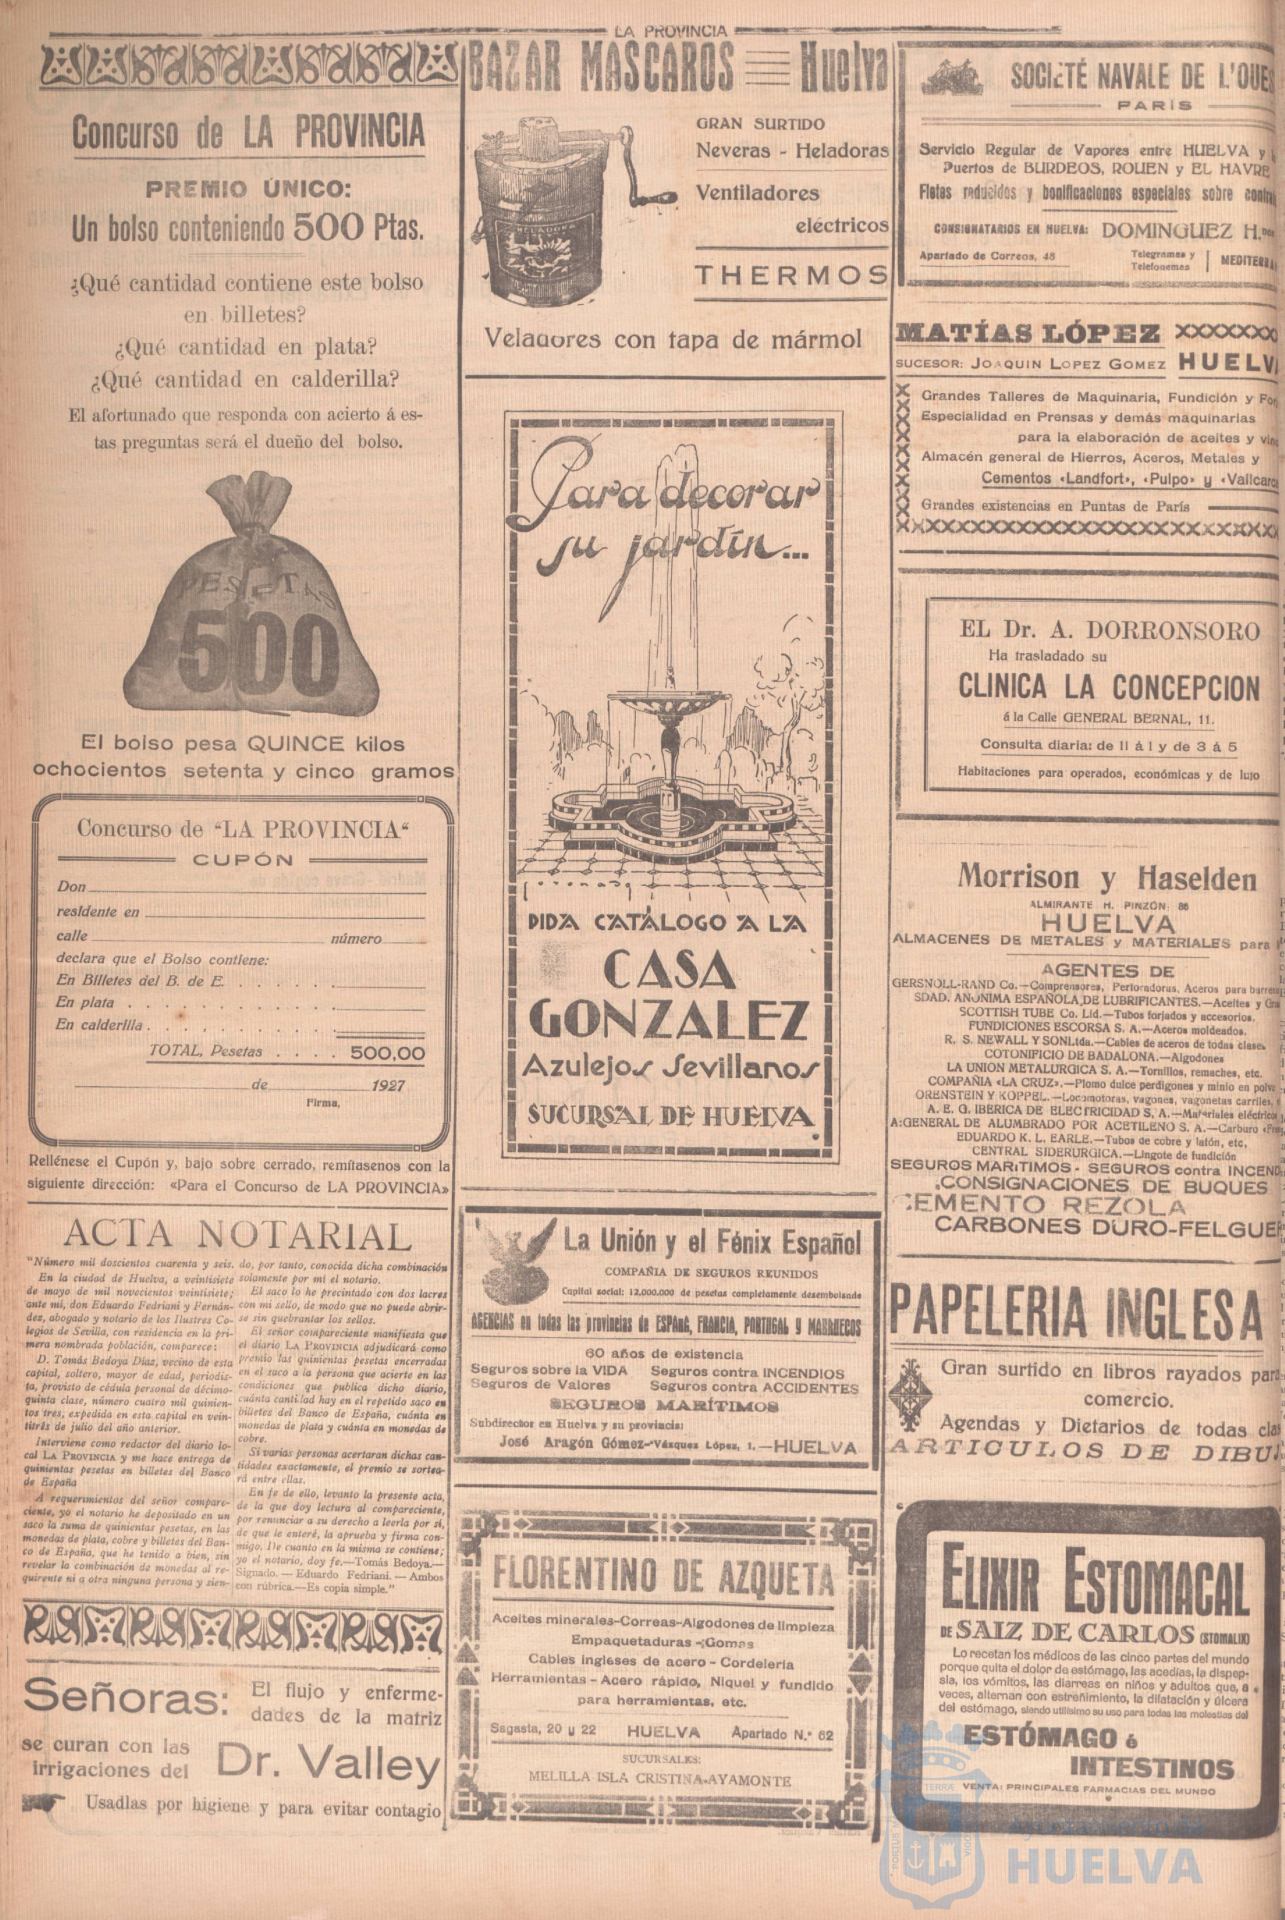 LA PROVINCIA
Concurso de LA PROVINCIA
PREMIO ÚNICO:
Un bolso conteniendo 500 Ptas.
¿Qué cantidad contiene este bolso
en billetes?
¿Qué cantidad en plata?
¿Qué cantidad en calderilla?
El afortunado que responda con acierto á es-
tas preguntas será el dueño del bolso.
PESETAS
500
El bolso pesa QUINCE kilos
ochocientos setenta y cinco gramos
Concurso de "LA PROVINCIA"
CUPÓN
Don
residente en
calle número
declara que el Bolso contiene:
En Billetes del B. de E. . . . . .
En plata . . . . . . . . .
En calderilla . . . . . . . .
TOTAL, Pesetas . . . . 500,00
de 1927
Firma,
Rellénese el Cupón y, bajo sobre cerrado, remítasenos con la
siguiente dirección: «Para el Concurso de LA PROVINCIA»
ACTA NOTARIAL
"Número mil doscientos cuarenta y seis.
En la ciudad de Huelva, a veintisiete
de mayo de mil novecientos veintisiete;
ante mí, don Eduardo Fedriani y Fernán-
dez, abogado y notario de los Ilustres Co-
legios de Sevilla, con residencia en la pri-
mera nombrada población, comparece:
D. Tomás Bedoya Díaz, vecino de esta
capital, soltero, mayor de edad, periodis-
ta, provisto de cédula personal de décimo-
quinta clase, número cuatro mil quinien-
tos tres, expedida en esta capital en vein-
titrés de julio del año anterior.
Interviene como redactor del diario lo-
cal LA PROVINCIA y me hace entrega de
quinientas pesetas en billetes del Banco
de España
A requerimientos del señor compare-
ciente, yo el notario he depositado en un
saco la suma de quinientas pesetas, en las
monedas de plata, cobre y billetes del Ban-
co de España, que he tenido a bien, sin
revelar la combinación de monedas al re-
quirente ni a otra ninguna persona y sien-
do, por tanto, conocida dicha combinación
solamente por mí el notario.
El saco lo he precintado con dos lacres
con mi sello, de modo que no puede abrir-
se sin quebrantar los sellos.
El señor compareciente manifiesta que
el diario LA PROVINCIA adjudicará como
premio las quinientas pesetas encerradas
en el saco a la persona que acierte en las
condiciones que publica dicho diario,
cuánta cantidad hay en el repetido saco en
billetes del Banco de España, cuánta en
monedas de plata y cuánta en monedas de
cobre.
Si varias personas acertaran dichas can-
tidades exactamente, el premio se sortea-
rá entre ellas.
En fe de ello, levanto la presente acta,
de la que doy lectura al compareciente,
por renunciar a su derecho a leerla por sí,
de que le enteré, la aprueba y firma con-
migo. De cuanto en la misma se contiene;
yo el notario, doy fe.—Tomás Bedoya.—
Signado.—Eduardo Fedriani.—Ambos
con rúbrica.—Es copia simple."
Señoras: El flujo y enferme-
dades de la matriz
se curan con las
irrigaciones del Dr. Valley
Usadlas por higiene y para evitar contagio
BAZAR MASCAROS Huelva
HELADORA
GRAN SURTIDO
Neveras - Heladoras
Ventiladores
eléctricos
THERMOS
Veladores con tapa de mármol
Para decorar
su jardín...
PIDA CATÁLOGO A LA
CASA
GONZALEZ
Azulejos Sevillanos
SUCURSAL DE HUELVA
La Unión y el Fénix Español
COMPAÑIA DE SEGUROS REUNIDOS
Capital social: 12.000.000 de pesetas completamente desembolsado
AGENCIAS en todas las provincias de ESPAÑA, FRANCIA, PORTUGAL y MARRUECOS
60 años de existencia
Seguros sobre la VIDA Seguros contra INCENDIOS
Seguros de Valores Seguros contra ACCIDENTES
SEGUROS MARÍTIMOS
Subdirector en Huelva y su provincia:
José Aragón Gómez-Vázquez López, 1.—HUELVA
FLORENTINO DE AZQUETA
Aceites minerales-Correas-Algodones de limpieza
Empaquetaduras-Gomas
Cables ingleses de acero - Cordelería
Herramientas - Acero rápido, Níquel y fundido
para herramientas, etc.
Sagasta, 20 y 22 HUELVA Apartado N.º 62
SUCURSALES:
MELILLA ISLA CRISTINA-AYAMONTE
SOCIETÉ NAVALE DE L'OUES
PARÍS
Servicio Regular de Vapores entre HUELVA y
Puertos de BURDEOS, ROUEN y EL HAVRE
Fletes reducidos y bonificaciones especiales sobre contra
CONSIGNATARIOS EN HUELVA: DOMINGUEZ H.nos
Apartado de Correos, 48 Telegramas y
Telefonemas MEDITERRA
MATÍAS LÓPEZ
SUCESOR: JOAQUIN LOPEZ GOMEZ HUELV
Grandes Talleres de Maquinaria, Fundición y For
Especialidad en Prensas y demás maquinarias
para la elaboración de aceites y vino
Almacén general de Hierros, Aceros, Metales y
Cementos «Landfort», «Pulpo» y «Vallcarca
Grandes existencias en Puntas de París
EL Dr. A. DORRONSORO
Ha trasladado su
CLINICA LA CONCEPCION
á la Calle GENERAL BERNAL, 11.
Consulta diaria: de 11 á 1 y de 3 á 5
Habitaciones para operados, económicas y de lujo
Morrison y Haselden
ALMIRANTE H. PINZÓN, 86
HUELVA
ALMACENES DE METALES y MATERIALES para
AGENTES DE
GERSNOLL-RAND Co.—Compresores, Perforadoras, Aceros para barrenas
SDAD. ANÓNIMA ESPAÑOLA DE LUBRIFICANTES.—Aceites y Gra
SCOTTISH TUBE Co. Ltd.—Tubos forjados y accesorios.
FUNDICIONES ESCORSA S. A.—Aceros moldeados.
R. S. NEWALL Y SON Ltda.—Cables de aceros de todas clases
COTONIFICIO DE BADALONA.—Algodones
LA UNION METALURGICA S. A.—Tornillos, remaches, etc.
COMPAÑIA «LA CRUZ».—Plomo dulce perdigones y minio en polvo
ORENSTEIN Y KOPPEL.—Locomotoras, vagones, vagonetas carriles,
A. E. G. IBERICA DE ELECTRICIDAD S. A.—Materiales eléctricos
A:GENERAL DE ALUMBRADO POR ACETILENO S. A.—Carburo
EDUARDO K. L. EARLE.—Tubos de cobre y latón, etc,
CENTRAL SIDERURGICA.—Lingote de fundición
SEGUROS MARITIMOS - SEGUROS contra INCEND
CONSIGNACIONES DE BUQUES
CEMENTO REZOLA
CARBONES DURO-FELGUE
PAPELERIA INGLESA
Gran surtido en libros rayados para
comercio.
Agendas y Dietarios de todas clas
ARTICULOS DE DIBUJ
ELIXIR ESTOMACAL
DE SAIZ DE CARLOS (STOMALIX)
Lo recetan los médicos de las cinco partes del mundo
porque quita el dolor de estómago, las acedías, la dispep-
sia, los vómitos, las diarreas en niños y adultos que, a
veces, alternan con estreñimiento, la dilatación y úlcera
del estómago, siendo utilísimo su uso para todas las molestias del
ESTÓMAGO é
INTESTINOS
VENTA: PRINCIPALES FARMACIAS DEL MUNDO
Ayuntamiento de
HUELVA